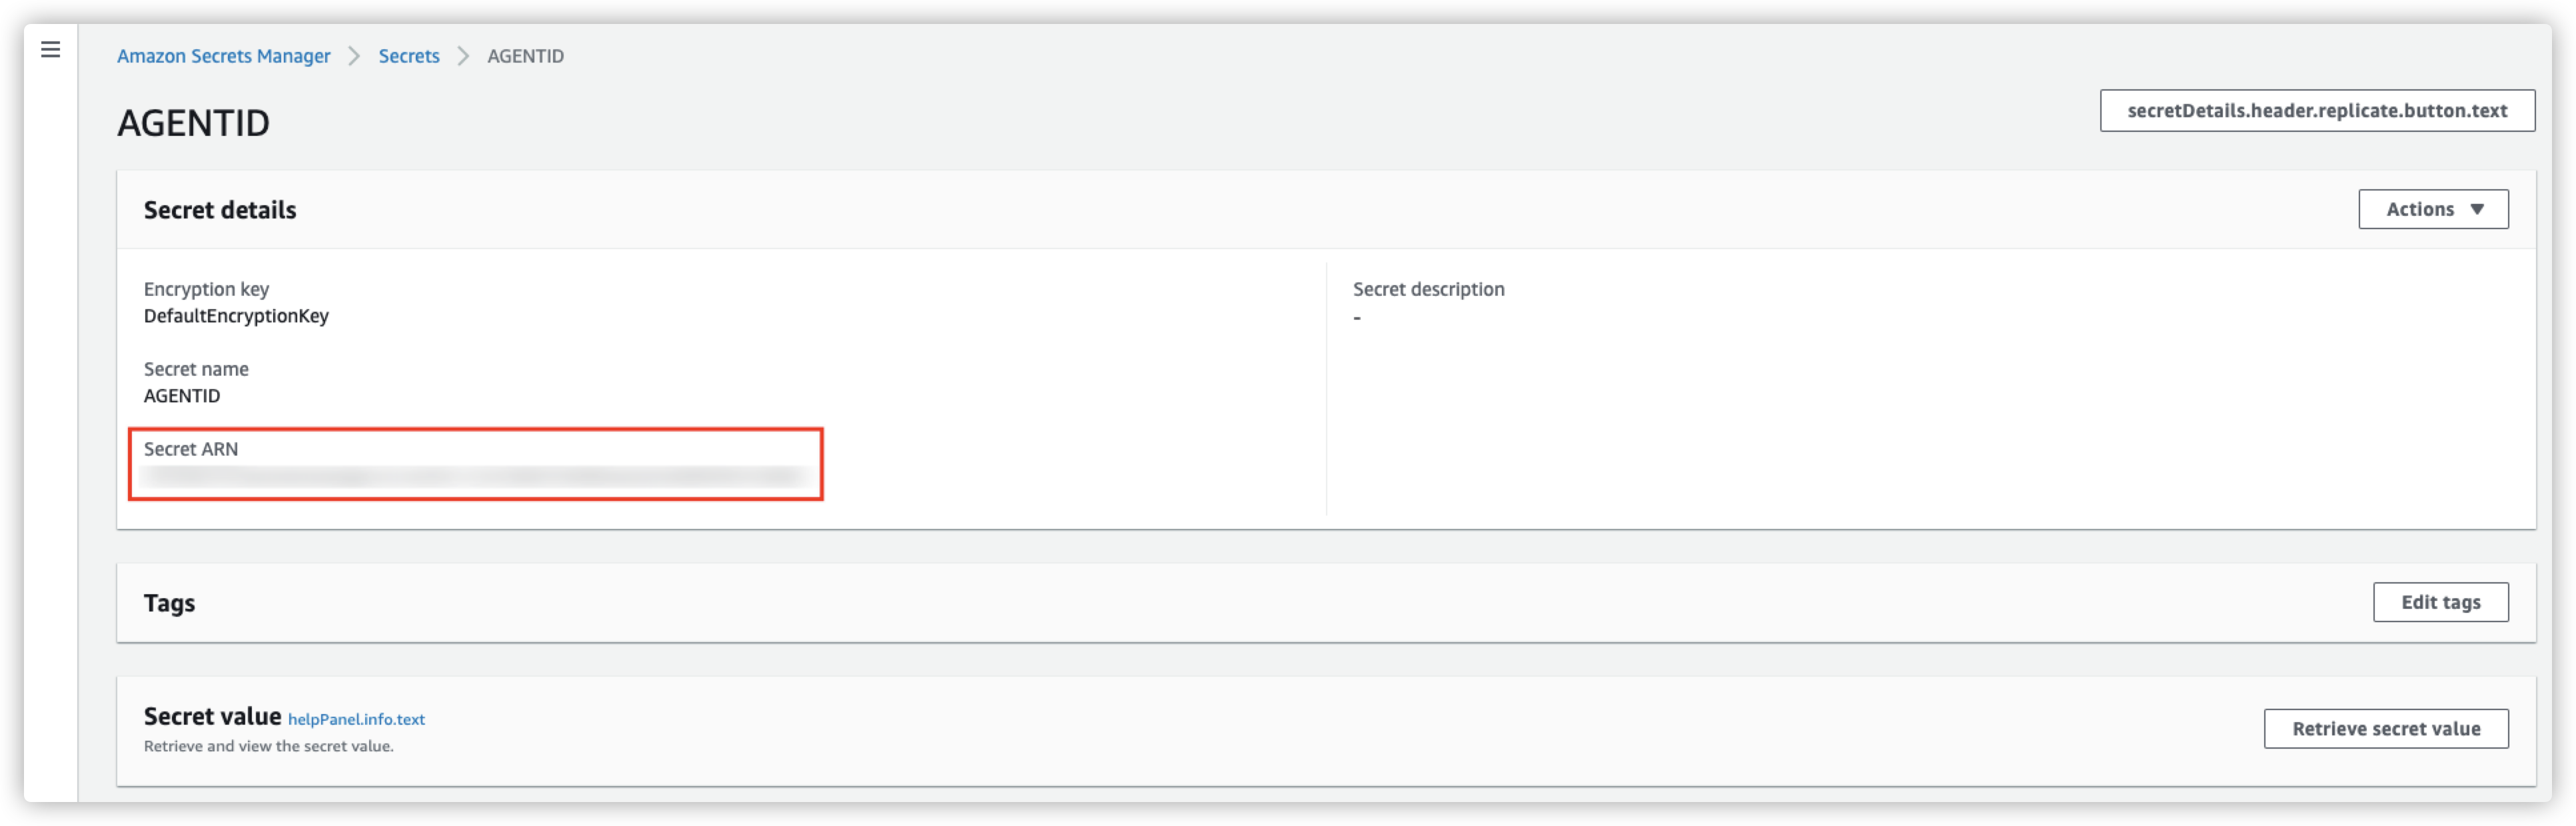 Amazon Secrets Manager > Secrets > AGENTID
AGENTID
secretDetails.header.replicate.button.text
Secret details
Actions
Encryption key
DefaultEncryptionKey
Secret description
-
Secret name
AGENTID
Secret ARN
Tags
Edit tags
Secret value helpPanel.info.text
Retrieve and view the secret value.
Retrieve secret value